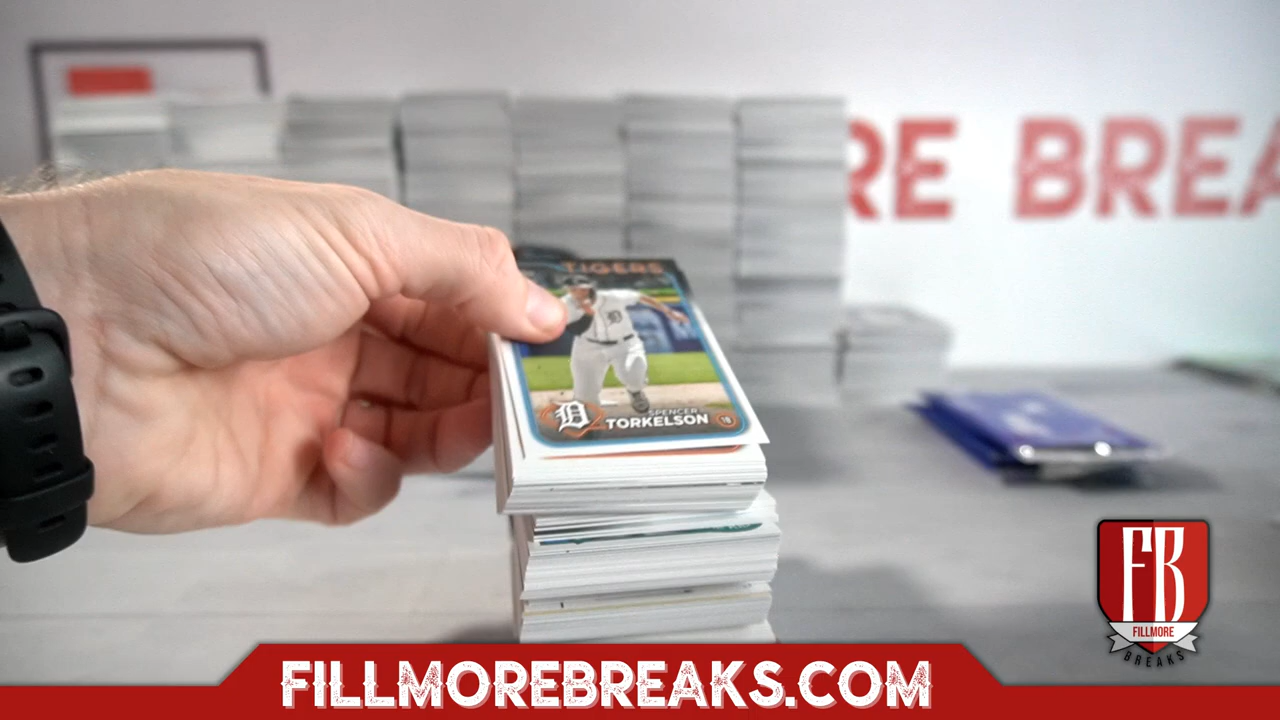 RE BREA
TIGERS
D
SPENCER
TORKELSON
FB
FILLMORE
BREAKS
FILLMOREBREAKS.COM